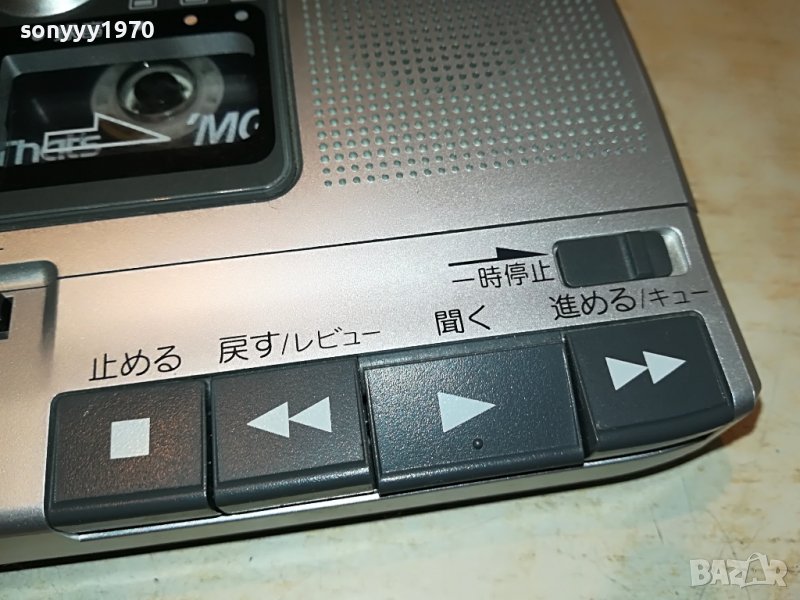 sonyyy1970
That's
'MC
一時停止
止める
戻す/レビュー
聞く
進める/キュー
BAZAR